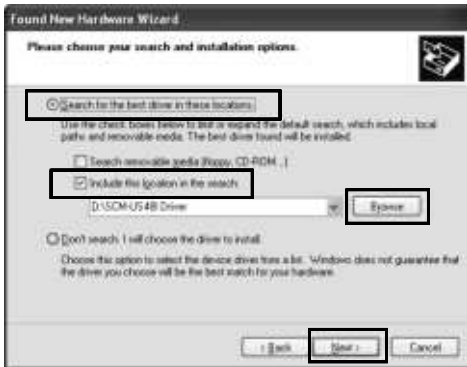 Found New Hardware Wizard
Please choose your search and installation options.
Search for the best driver in these locations.
Use the check boxes below to limit or expand the default search, which includes local
paths and removable media. The best driver found will be installed.
Search removable media (floppy, CD-ROM...)
Include this location in the search:
D:\SCM-US48 Driver
Browse
Don't search. I will choose the driver to install.
Choose this option to select the device driver from a list. Windows does not guarantee that
the driver you choose will be the best match for your hardware.
< Back
Next >
Cancel